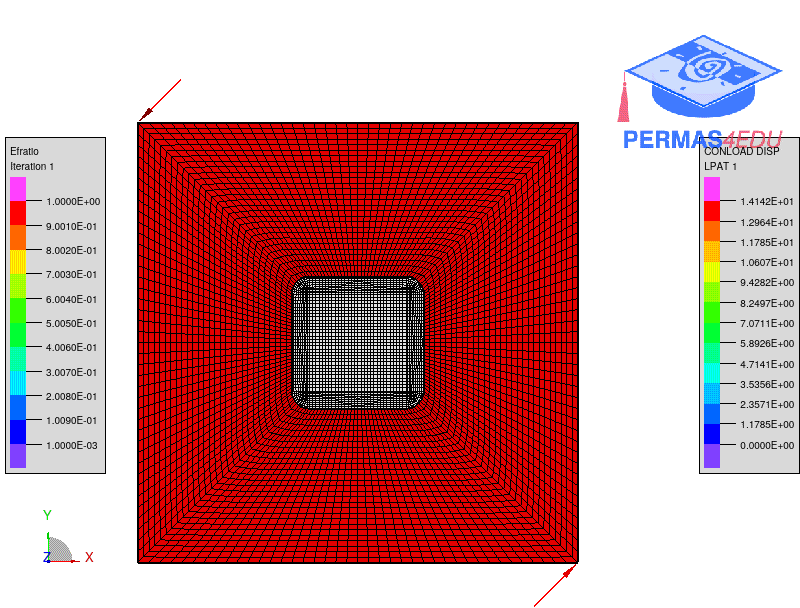 PERMAS4EDU
Efratio
Iteration 1
1.0000E+00
9.0010E-01
8.0020E-01
7.0030E-01
6.0040E-01
5.0050E-01
4.0060E-01
3.0070E-01
2.0080E-01
1.0090E-01
1.0000E-03
CONLOAD DISP
LPAT 1
1.4142E+01
1.2964E+01
1.1785E+01
1.0607E+01
9.4282E+00
8.2497E+00
7.0711E+00
5.8926E+00
4.7141E+00
3.5356E+00
2.3571E+00
1.1785E+00
0.0000E+00
Y
Z
X